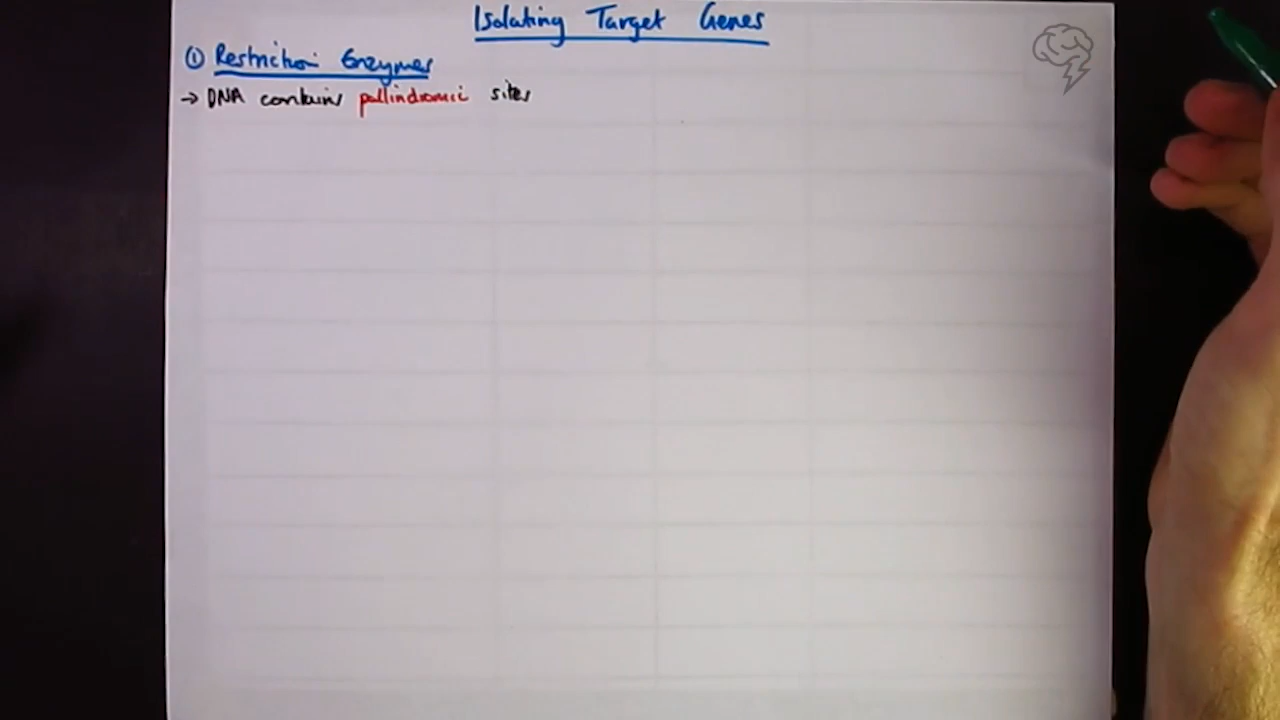 Isolating Target Genes
① Restriction Enzymes
→ DNA contains pallindromic sites